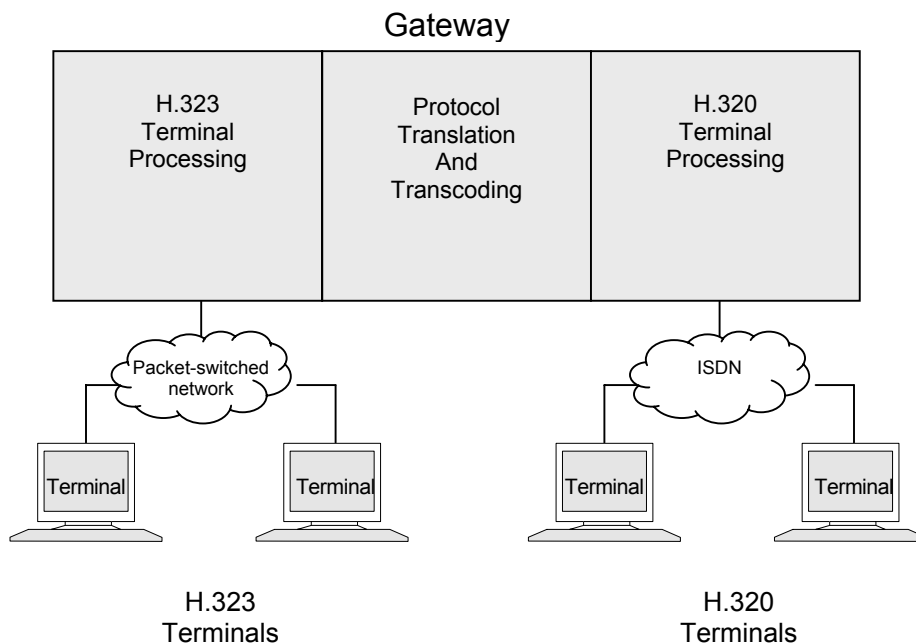 Gateway
H.323
Terminal
Processing
Protocol
Translation
And
Transcoding
H.320
Terminal
Processing
Packet-switched
network
ISDN
Terminal
Terminal
Terminal
Terminal
H.323
Terminals
H.320
Terminals